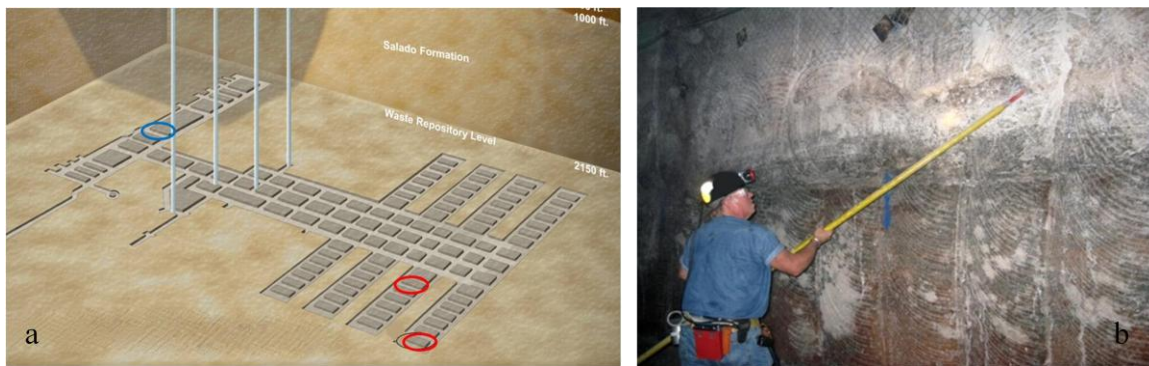 1000 ft.
Salado Formation
Waste Repository Level
2150 ft.
a
b